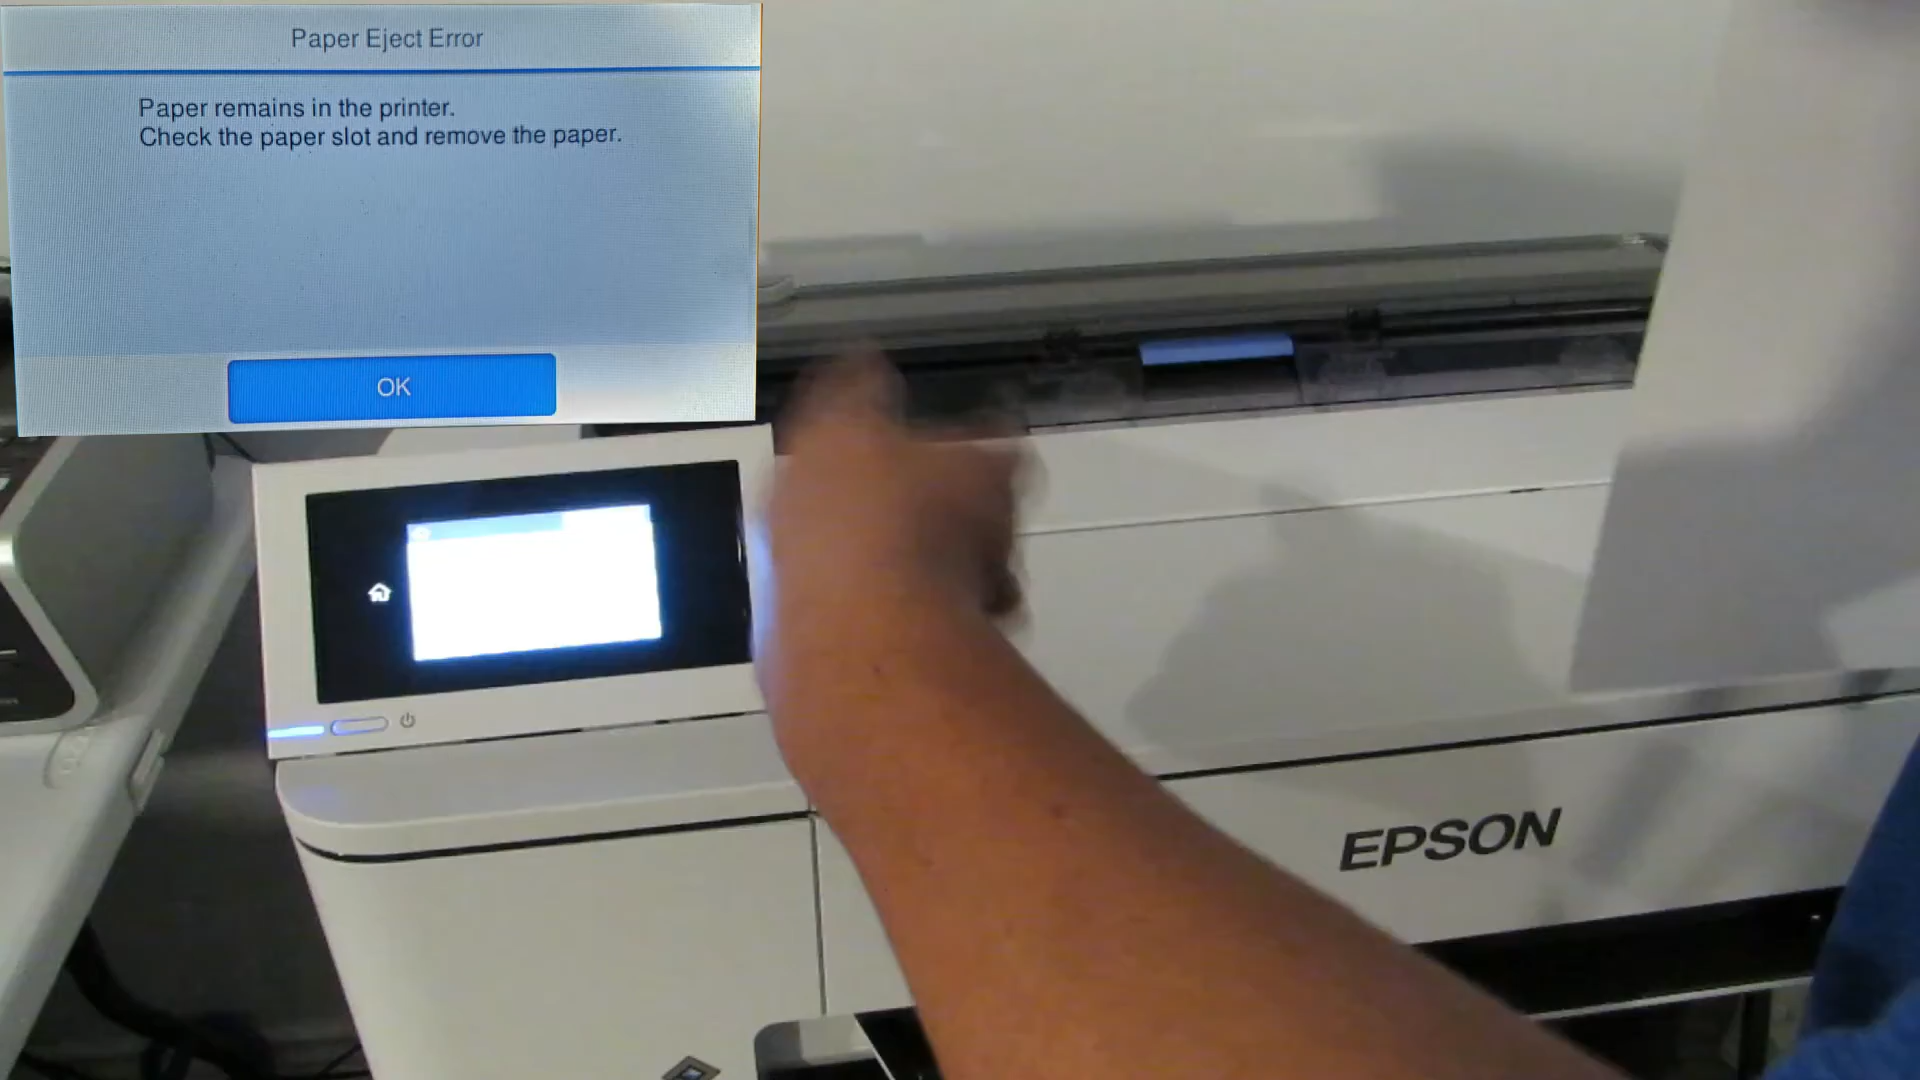 Paper Eject Error
Paper remains in the printer.
Check the paper slot and remove the paper.
OK
EPSON